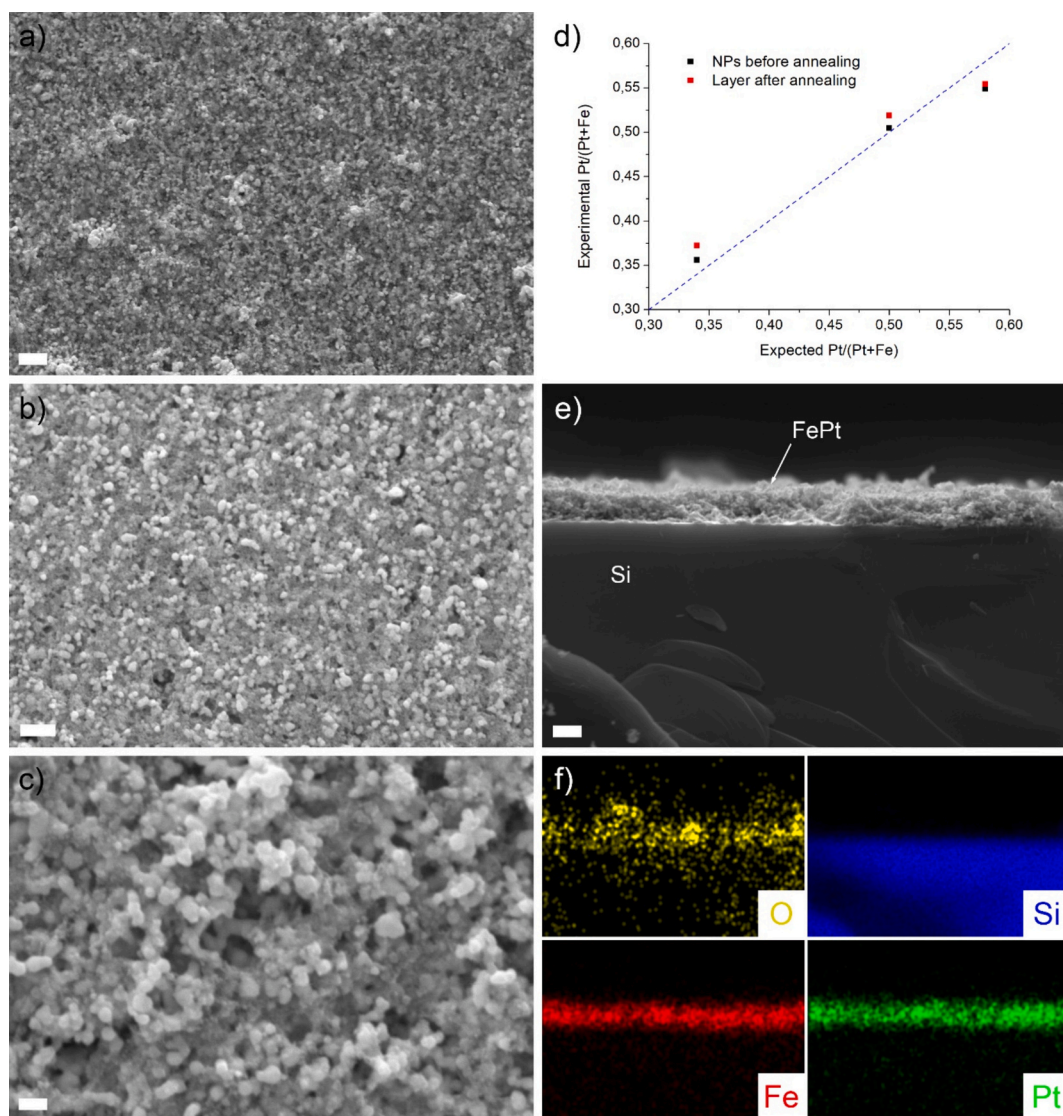 a)
b)
c)
d)
0,60
0,55
0,50
0,45
0,40
0,35
0,30
NPs before annealing
Layer after annealing
Experimental Pt/(Pt+Fe)
0,30 0,35 0,40 0,45 0,50 0,55 0,60
Expected Pt/(Pt+Fe)
e)
FePt
Si
f)
O
Si
Fe
Pt